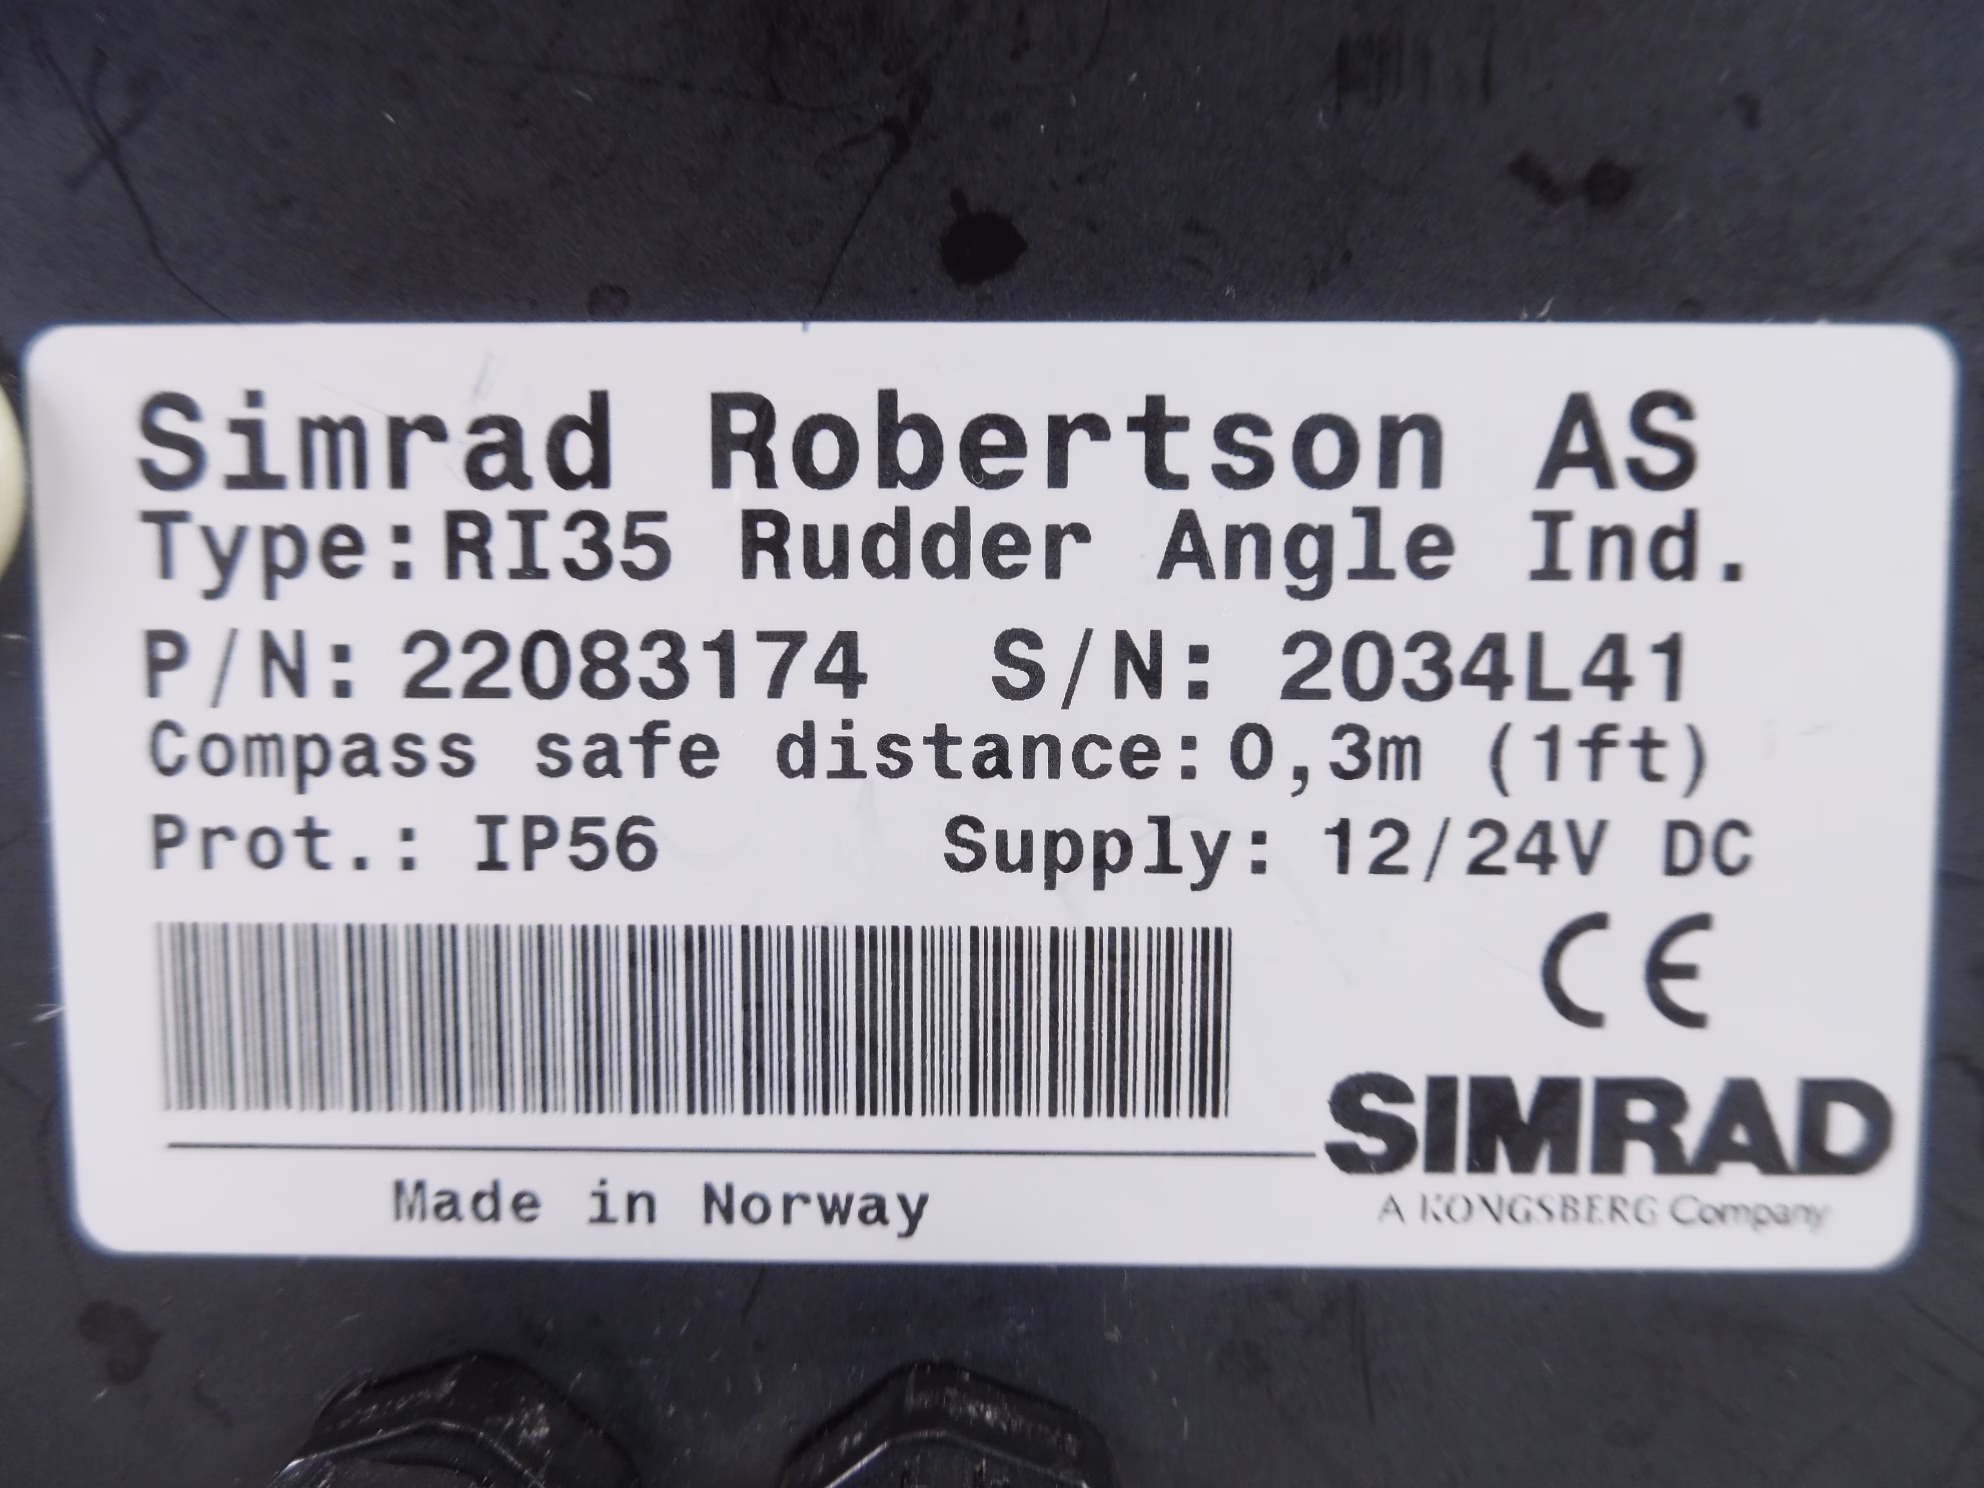 Simrad Robertson AS
Type:RI35 Rudder Angle Ind.
P/N: 22083174 S/N: 2034L41
Compass safe distance:0,3m (1ft)
Prot.: IP56 Supply: 12/24V DC
CE
SIMRAD
A KONGSBERG Company
Made in Norway